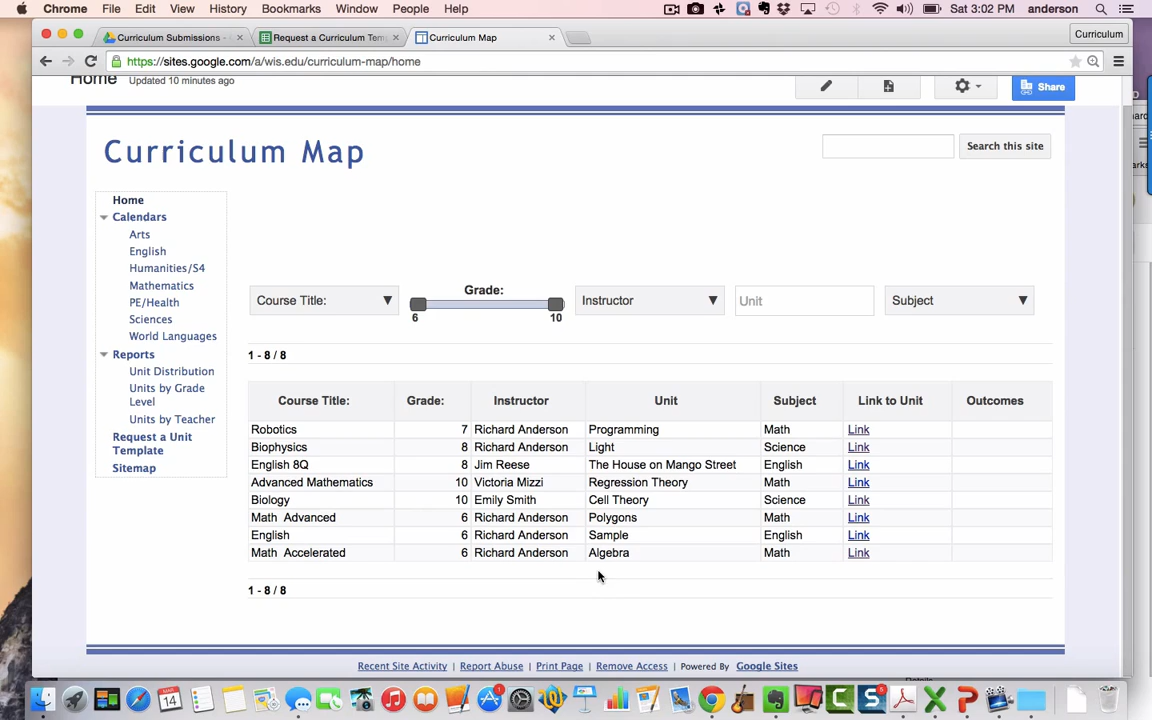 Chrome File Edit View History Bookmarks Window People Help Sat 3:02 PM anderson
Curriculum Submissions - Request a Curriculum Tem Curriculum Map Curriculum
https://sites.google.com/a/wis.edu/curriculum-map/home
Home Updated 10 minutes ago Share
Curriculum Map Search this site
Home
Calendars
Arts
English
Humanities/S4
Mathematics
PE/Health
Sciences
World Languages
Reports
Unit Distribution
Units by Grade
Level
Units by Teacher
Request a Unit
Template
Sitemap
Grade:
Course Title: Instructor Unit Subject
6 10
1 - 8 / 8
Course Title: Grade: Instructor Unit Subject Link to Unit Outcomes
Robotics 7 Richard Anderson Programming Math Link
Biophysics 8 Richard Anderson Light Science Link
English 8Q 8 Jim Reese The House on Mango Street English Link
Advanced Mathematics 10 Victoria Mizzi Regression Theory Math Link
Biology 10 Emily Smith Cell Theory Science Link
Math Advanced 6 Richard Anderson Polygons Math Link
English 6 Richard Anderson Sample English Link
Math Accelerated 6 Richard Anderson Algebra Math Link
1 - 8 / 8
Recent Site Activity | Report Abuse | Print Page | Remove Access | Powered By Google Sites